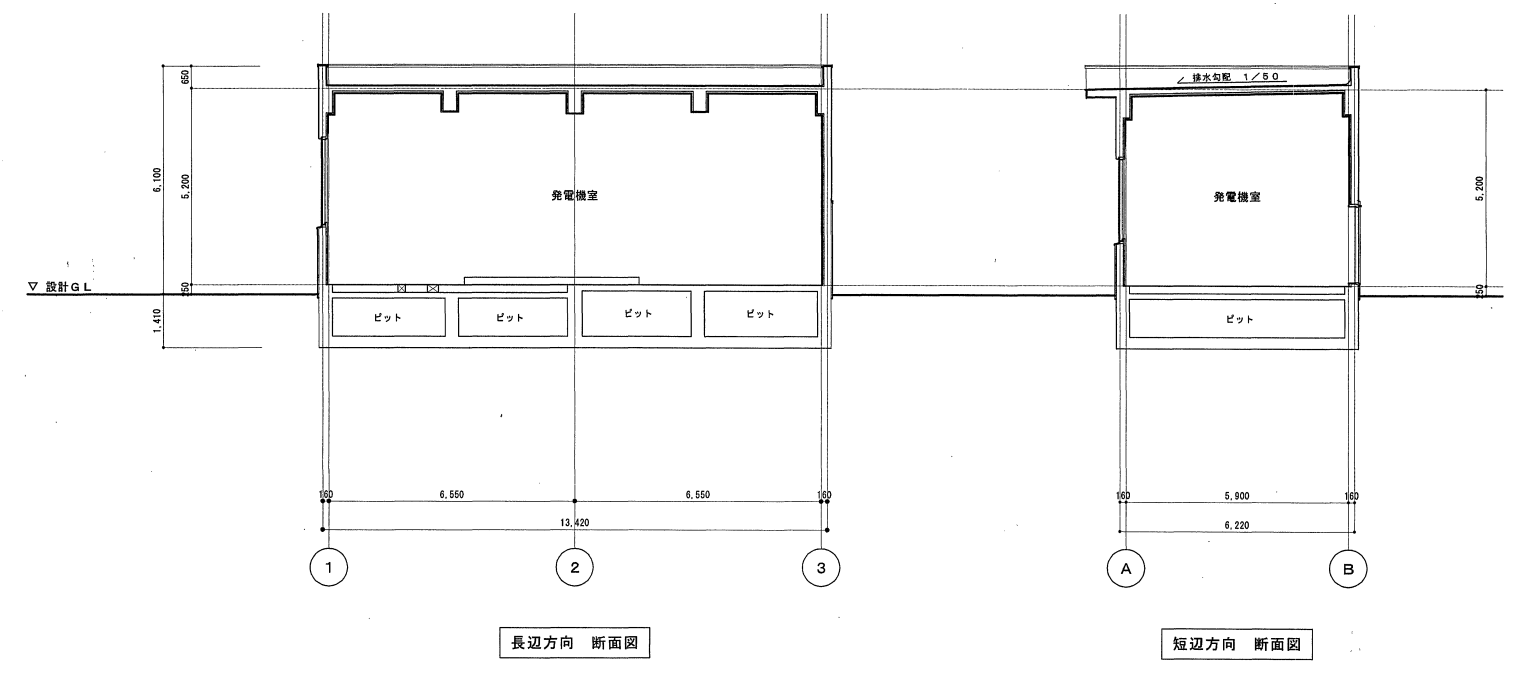 650
排水勾配 1/50
6,100
5,200
発電機室
発電機室
5,200
▽ 設計GL
250
250
1,410
ピット
ピット
ピット
ピット
ピット
160
6,550
6,550
160
160
5,900
160
13,420
6,220
1
2
3
A
B
長辺方向 断面図
短辺方向 断面図